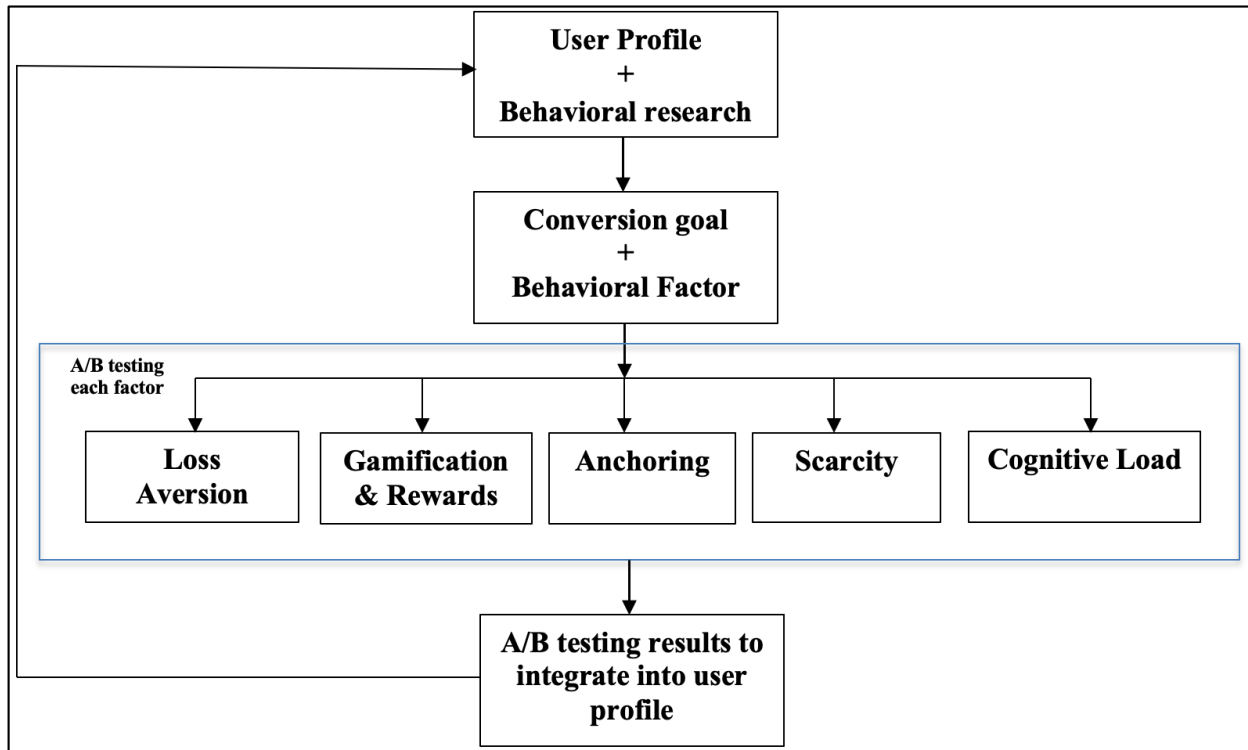 User Profile
+
Behavioral research
Conversion goal
+
Behavioral Factor
A/B testing
each factor
Loss
Aversion
Gamification
& Rewards
Anchoring
Scarcity
Cognitive Load
A/B testing results to
integrate into user
profile